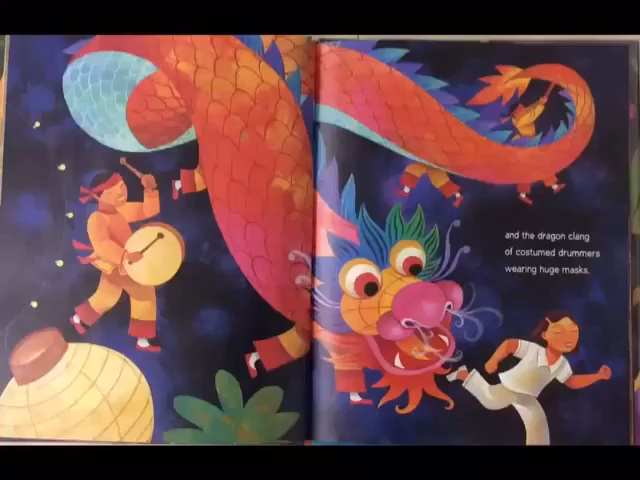 and the dragon clang
of costumed drummers
wearing huge masks.